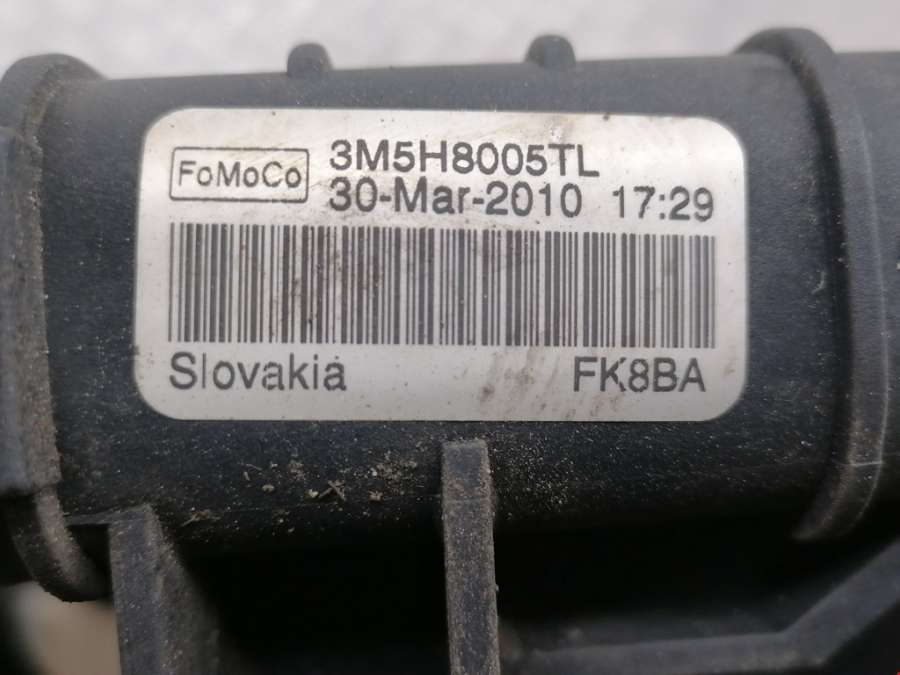 FoMoCo
3M5H8005TL
30-Mar-2010 17:29
Slovakia FK8BA